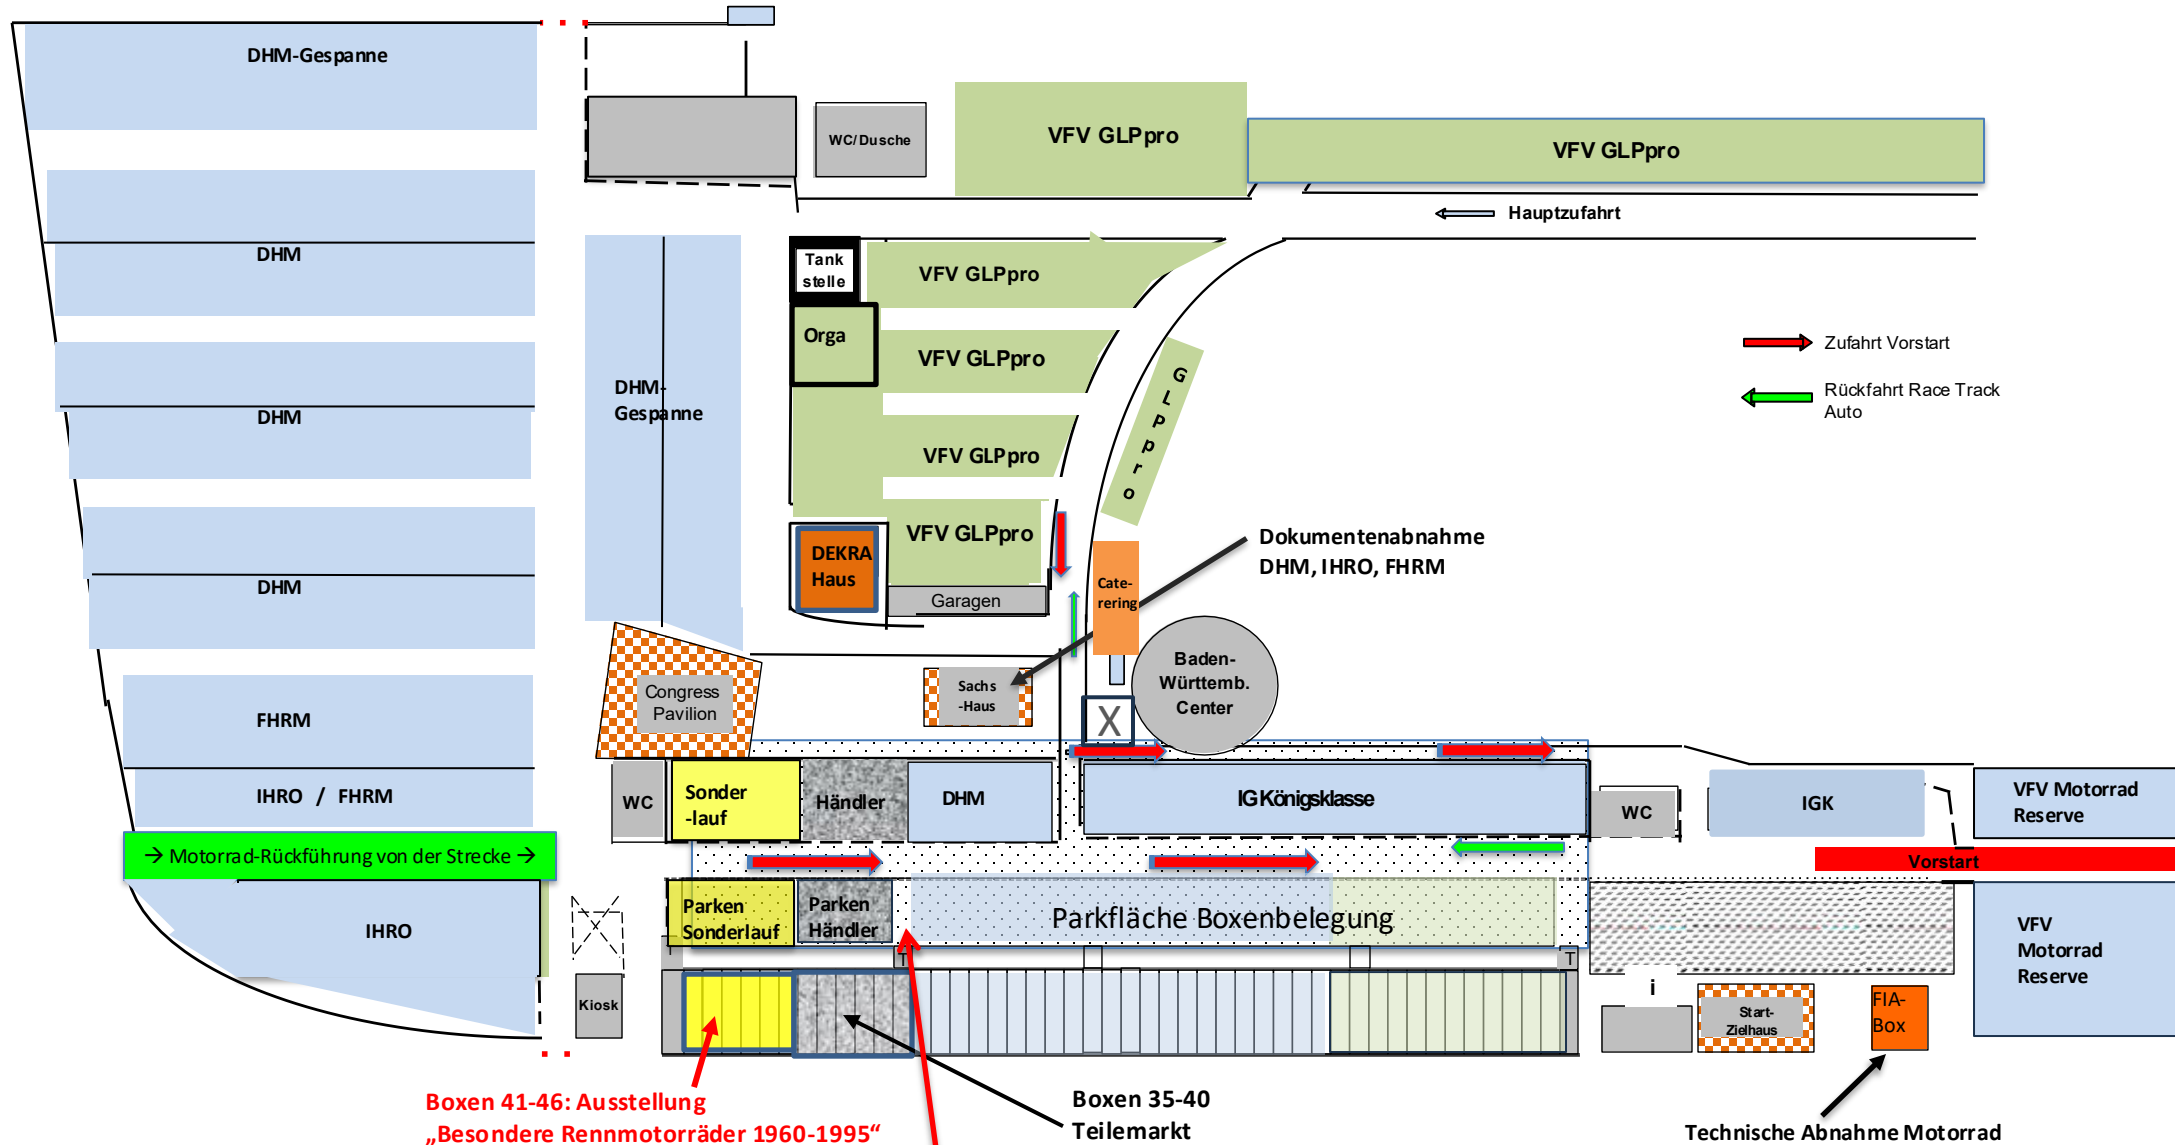 DHM-Gespanne
WC/Dusche
VFV GLPpro
VFV GLPpro
Hauptzufahrt
DHM
Tank
stelle
VFV GLPpro
Orga
VFV GLPpro
GLPpro
Zufahrt Vorstart
Rückfahrt Race Track
Auto
DHM
DHM-
Gespanne
VFV GLPpro
VFV GLPpro
DEKRA
Haus
Dokumentenabnahme
DHM, IHRO, FHRM
DHM
Garagen
Cate-
rering
Congress
Pavilion
Sachs
-Haus
Baden-
Württemb.
Center
X
FHRM
IHRO / FHRM
WC
Sonder
-lauf
Händler
DHM
IGKönigsklasse
WC
IGK
VFV Motorrad
Reserve
→ Motorrad-Rückführung von der Strecke →
Vorstart
IHRO
Parken
Sonderlauf
Parken
Händler
Parkfläche Boxenbelegung
VFV
Motorrad
Reserve
T
T
T
Kiosk
i
Start-
Zielhaus
FIA-
Box
Boxen 41-46: Ausstellung
„Besondere Rennmotorräder 1960-1995“
Boxen 35-40
Teilemarkt
Technische Abnahme Motorrad